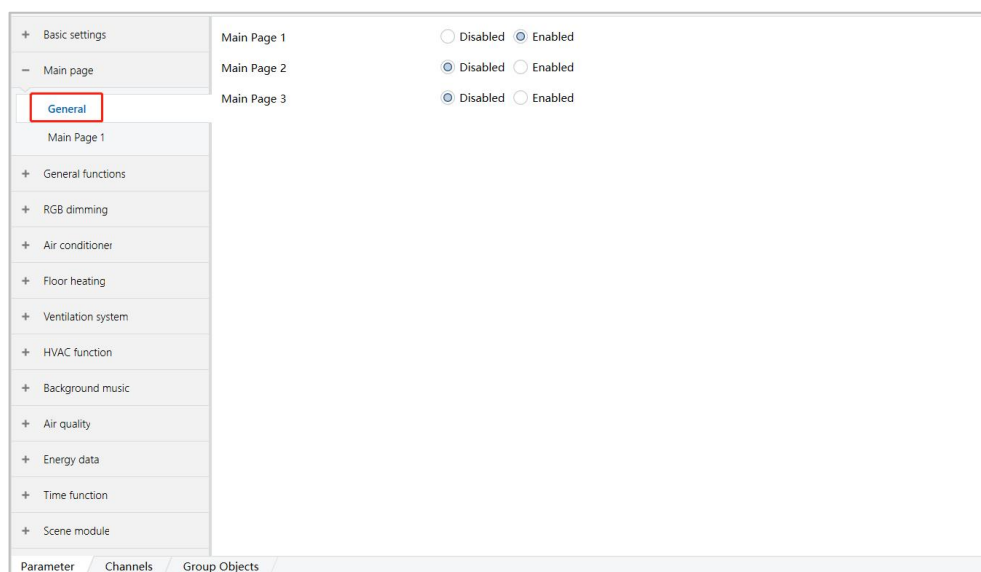 + Basic settings
− Main page
General
Main Page 1
+ General functions
+ RGB dimming
+ Air conditioner
+ Floor heating
+ Ventilation system
+ HVAC function
+ Background music
+ Air quality
+ Energy data
+ Time function
+ Scene module
Main Page 1 Disabled Enabled
Main Page 2 Disabled Enabled
Main Page 3 Disabled Enabled
Parameter Channels Group Objects